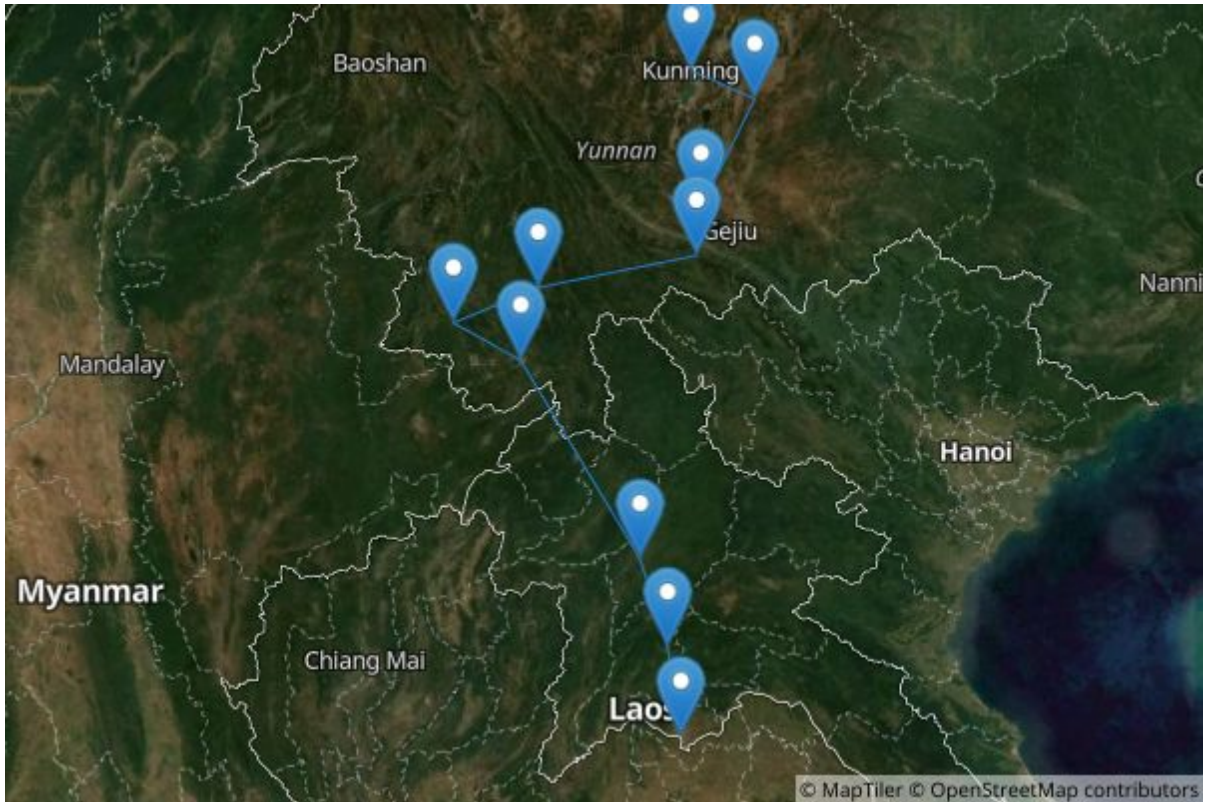 Baoshan
Kunming
Yunnan
Gejiu
Nanni
Mandalay
Hanoi
Myanmar
Chiang Mai
Laos
© MapTiler © OpenStreetMap contributors